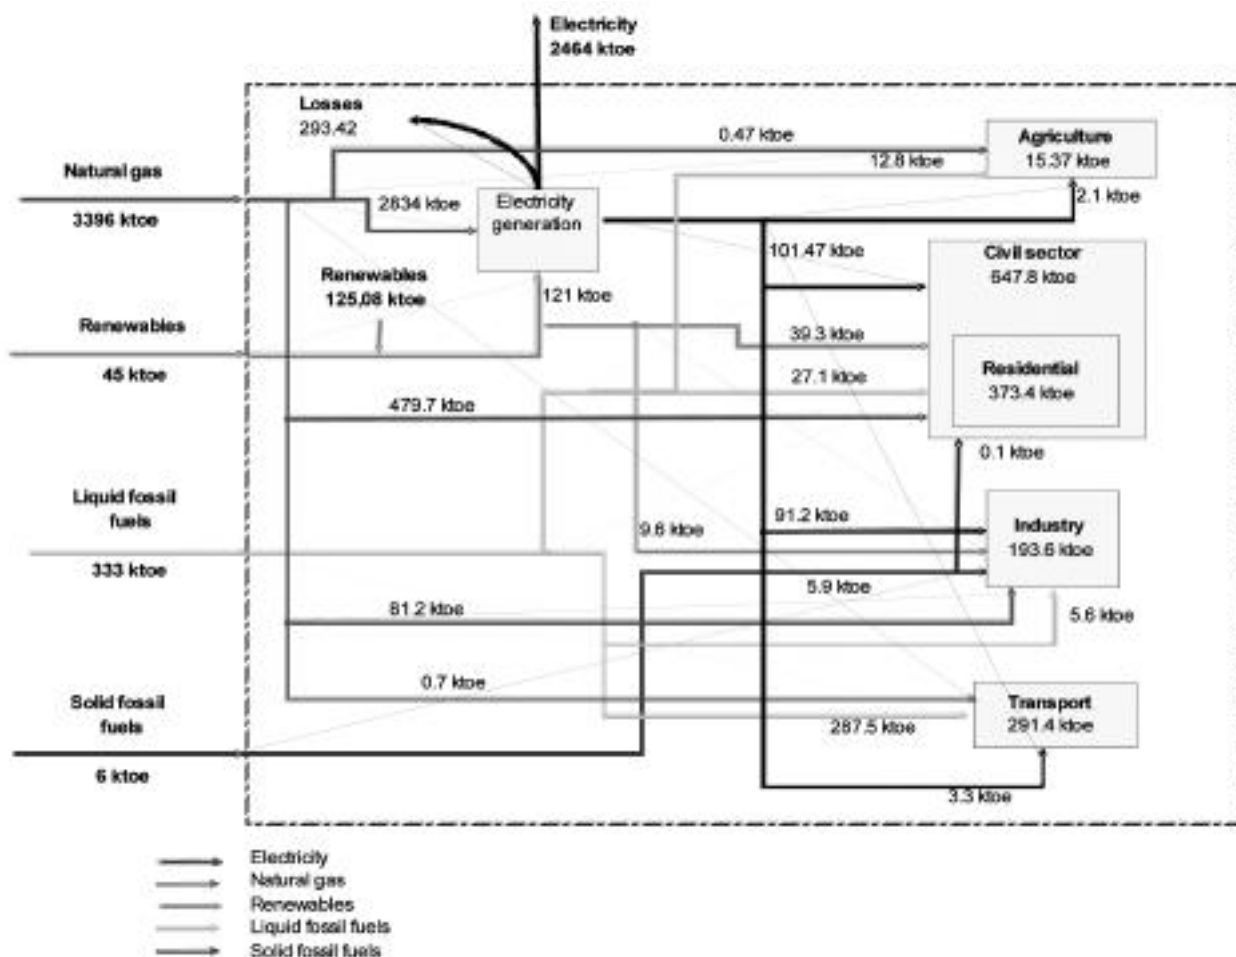 Electricity
2464 ktoe
Losses
293.42
0.47 ktoe
Agriculture
15.37 ktoe
12.8 ktoe
2.1 ktoe
Natural gas
3396 ktoe
2834 ktoe
Electricity
generation
101.47 ktoe
Civil sector
647.8 ktoe
Renewables
125,08 ktoe
121 ktoe
Renewables
45 ktoe
39.3 ktoe
Residential
373.4 ktoe
27.1 ktoe
479.7 ktoe
0.1 ktoe
Liquid fossil
fuels
333 ktoe
91.2 ktoe
9.6 ktoe
Industry
193.6 ktoe
5.9 ktoe
81.2 ktoe
5.6 ktoe
0.7 ktoe
Solid fossil
fuels
6 ktoe
Transport
291.4 ktoe
287.5 ktoe
3.3 ktoe
Electricity
Natural gas
Renewables
Liquid fossil fuels
Solid fossil fuels